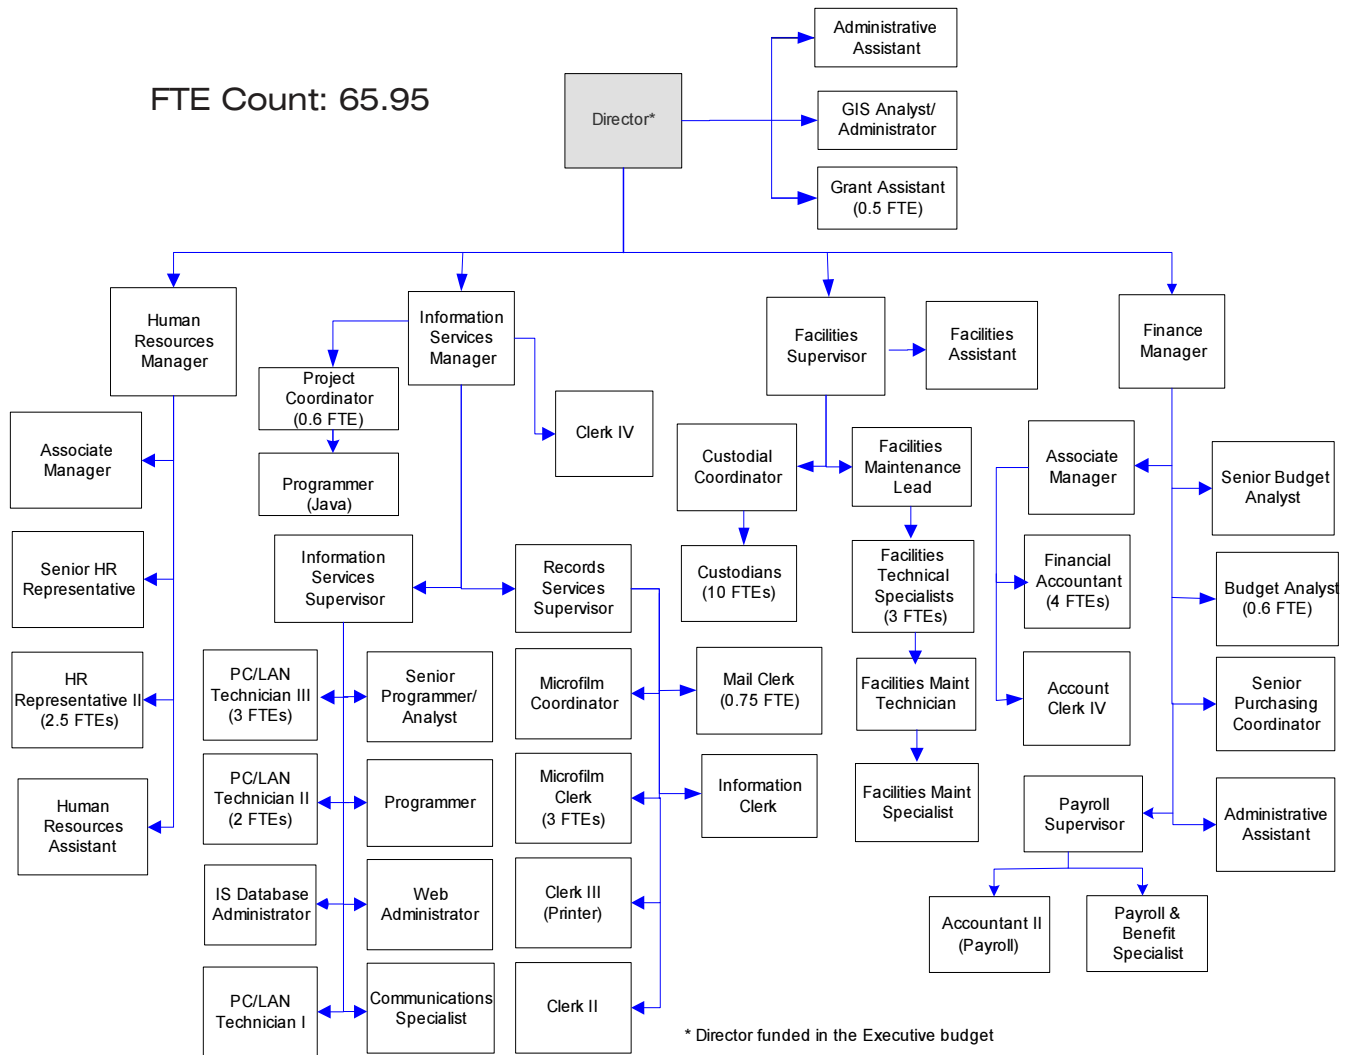 FTE Count: 65.95
Director*
Administrative
Assistant
GIS Analyst/
Administrator
Grant Assistant
(0.5 FTE)
Human
Resources
Manager
Information
Services
Manager
Facilities
Supervisor
Facilities
Assistant
Finance
Manager
Project
Coordinator
(0.6 FTE)
Programmer
(Java)
Clerk IV
Associate
Manager
Senior HR
Representative
HR
Representative II
(2.5 FTEs)
Human
Resources
Assistant
Information
Services
Supervisor
Records
Services
Supervisor
PC/LAN
Technician III
(3 FTEs)
Senior
Programmer/
Analyst
PC/LAN
Technician II
(2 FTEs)
Programmer
IS Database
Administrator
Web
Administrator
PC/LAN
Technician I
Communications
Specialist
Microfilm
Coordinator
Mail Clerk
(0.75 FTE)
Microfilm
Clerk
(3 FTEs)
Information
Clerk
Clerk III
(Printer)
Clerk II
Custodial
Coordinator
Custodians
(10 FTEs)
Facilities
Maintenance
Lead
Facilities
Technical
Specialists
(3 FTEs)
Facilities Maint
Technician
Facilities Maint
Specialist
Associate
Manager
Financial
Accountant
(4 FTEs)
Account
Clerk IV
Senior Budget
Analyst
Budget Analyst
(0.6 FTE)
Senior
Purchasing
Coordinator
Administrative
Assistant
Payroll
Supervisor
Accountant II
(Payroll)
Payroll &
Benefit
Specialist
* Director funded in the Executive budget